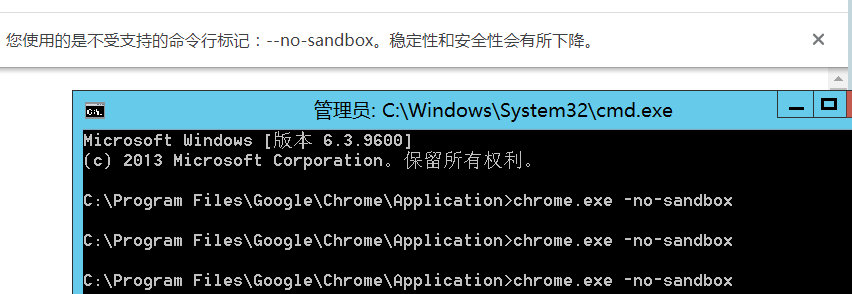 您使用的是不受支持的命令行标记：--no-sandbox。稳定性和安全性会有所下降。
管理员: C:\Windows\System32\cmd.exe
Microsoft Windows [版本 6.3.9600]
(c) 2013 Microsoft Corporation。保留所有权利。
C:\Program Files\Google\Chrome\Application>chrome.exe -no-sandbox
C:\Program Files\Google\Chrome\Application>chrome.exe -no-sandbox
C:\Program Files\Google\Chrome\Application>chrome.exe -no-sandbox